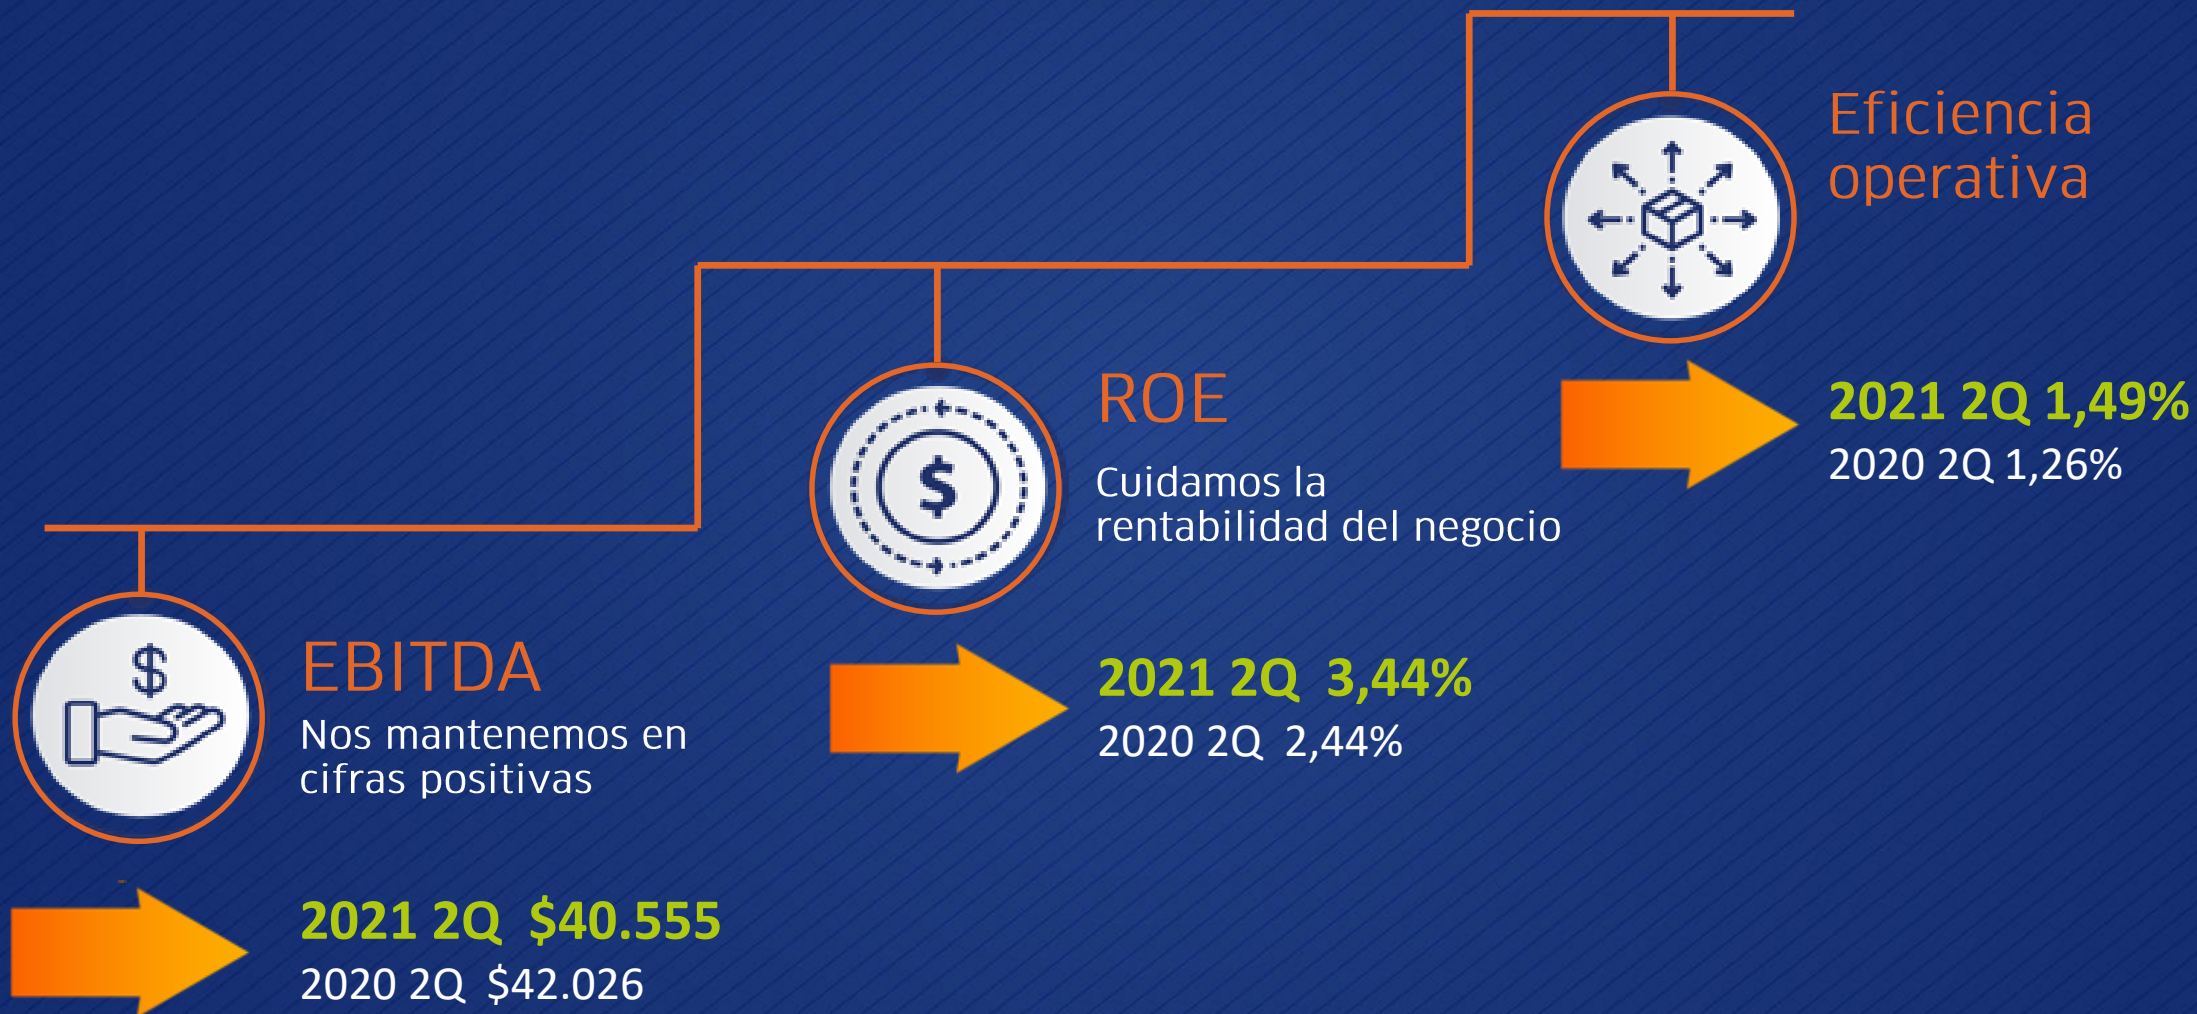 EBITDA
Nos mantenemos en
cifras positivas
2021 2Q $40.555
2020 2Q $42.026
ROE
Cuidamos la
rentabilidad del negocio
2021 2Q 3,44%
2020 2Q 2,44%
Eficiencia
operativa
2021 2Q 1,49%
2020 2Q 1,26%